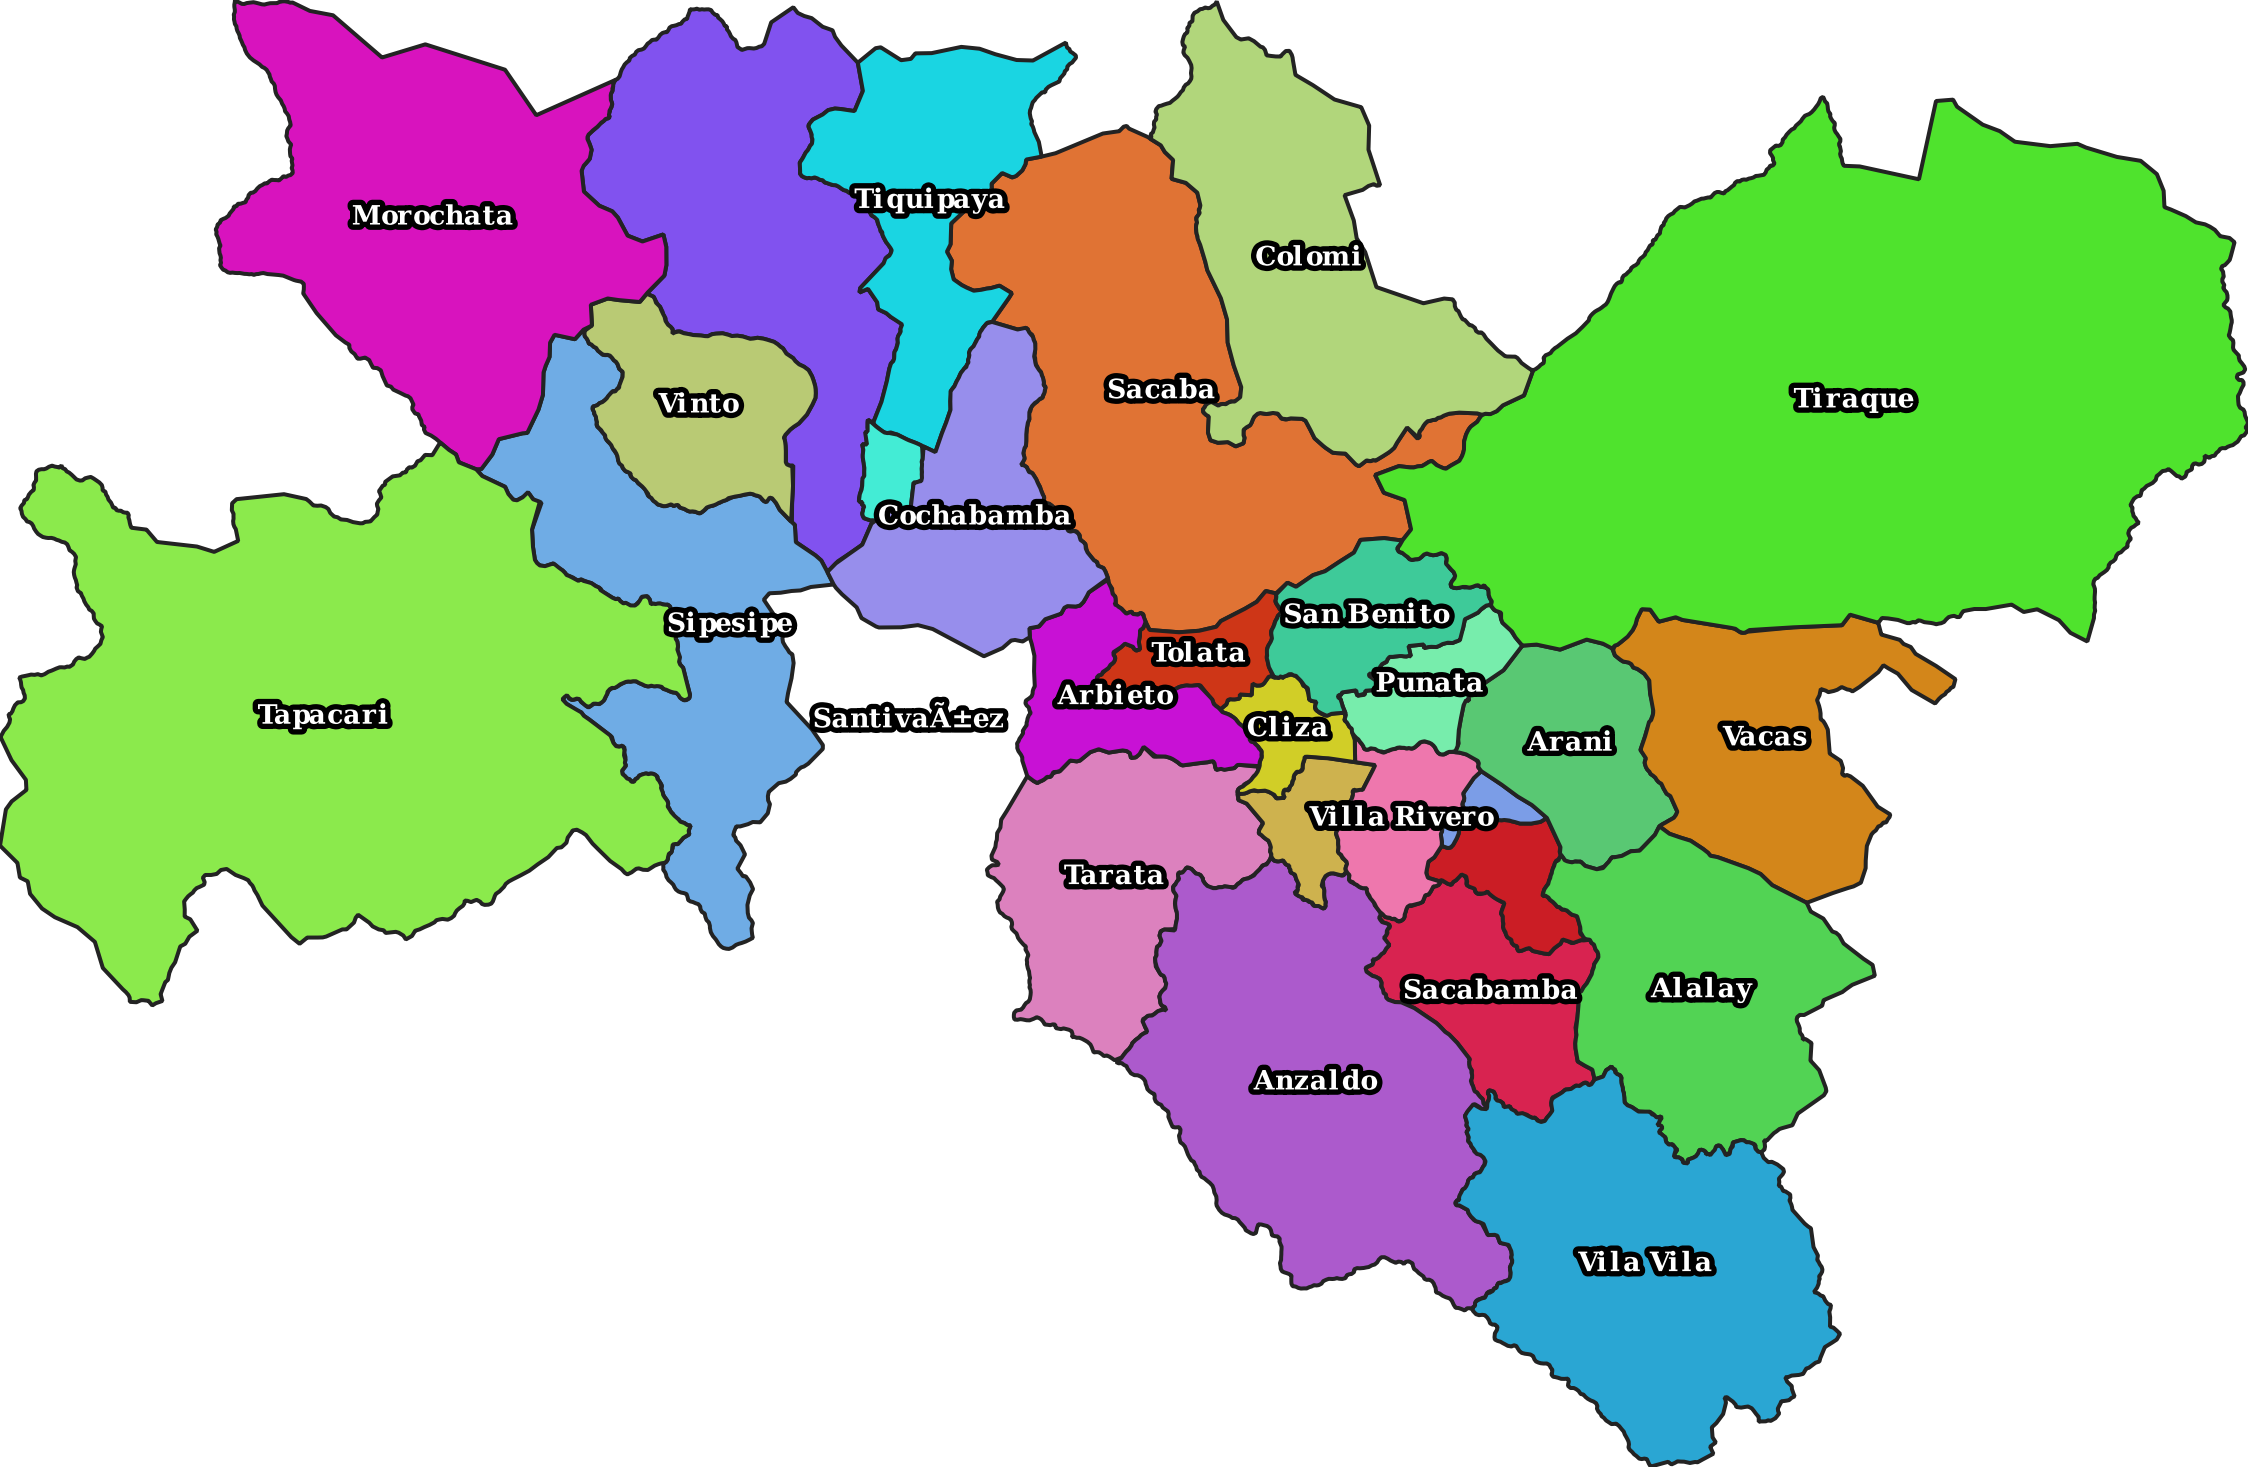 Tiquipaya
Morochata
Colomi
Sacaba
Tiraque
Vinto
Cochabamba
San Benito
Sipesipe
Tolata
Punata
Arbieto
Tapacari
SantivaÃ±ez
Cliza
Arani
Vacas
Villa Rivero
Tarata
Sacabamba
Alalay
Anzaldo
Vila Vila